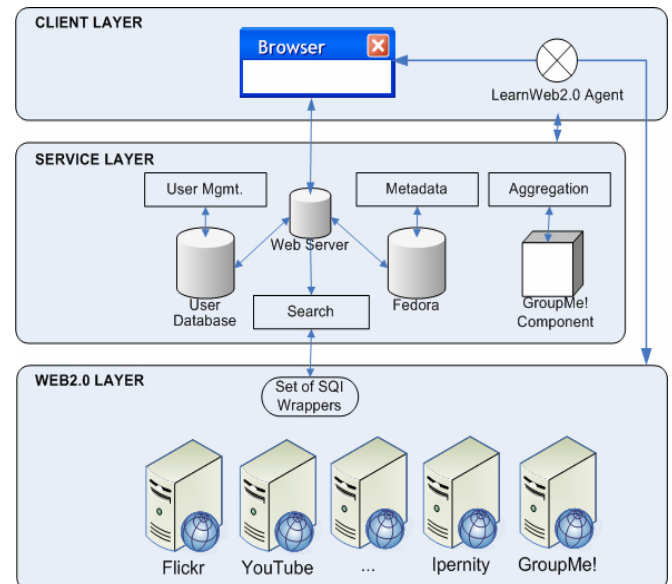 CLIENT LAYER
Browser
LearnWeb2.0 Agent
SERVICE LAYER
User Mgmt.
Metadata
Aggregation
Web Server
User
Database
Search
Fedora
GroupMe!
Component
WEB2.0 LAYER
Set of SQI
Wrappers
Flickr
YouTube
...
Ipernity
GroupMe!